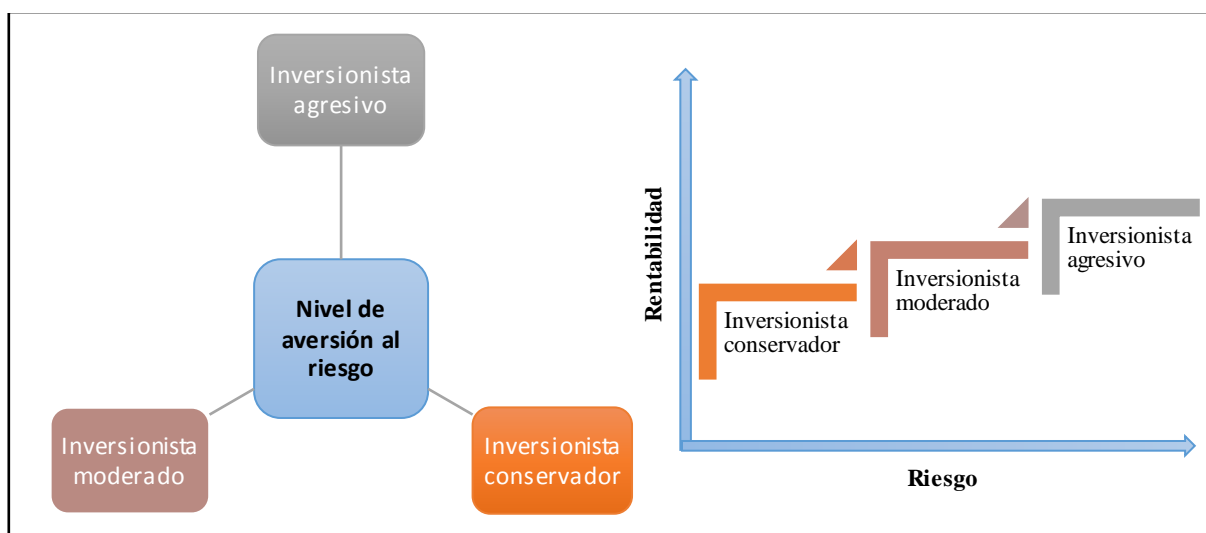 Inversionista
agresivo
Nivel de
aversión al
riesgo
Inversionista
moderado
Inversionista
conservador
Rentabilidad
Inversionista
conservador
Inversionista
moderado
Inversionista
agresivo
Riesgo